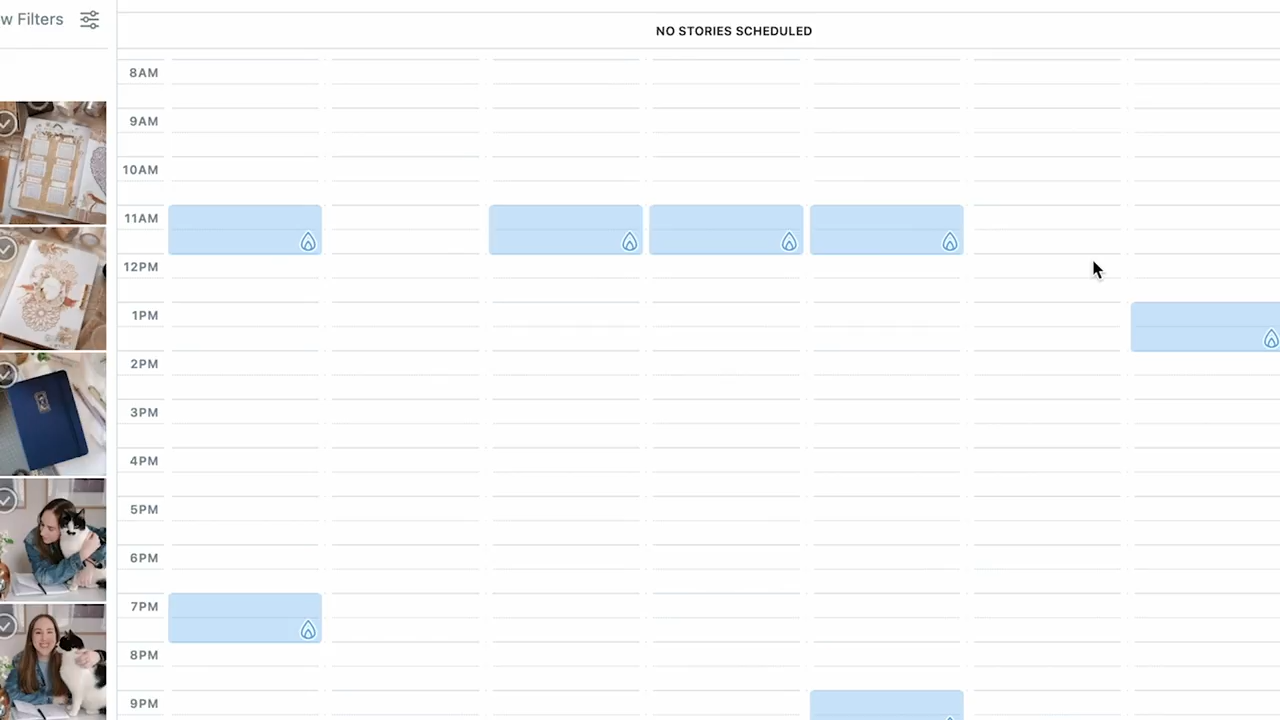 w Filters
NO STORIES SCHEDULED
8AM
9AM
10AM
11AM
12PM
1PM
2PM
3PM
4PM
5PM
6PM
7PM
8PM
9PM